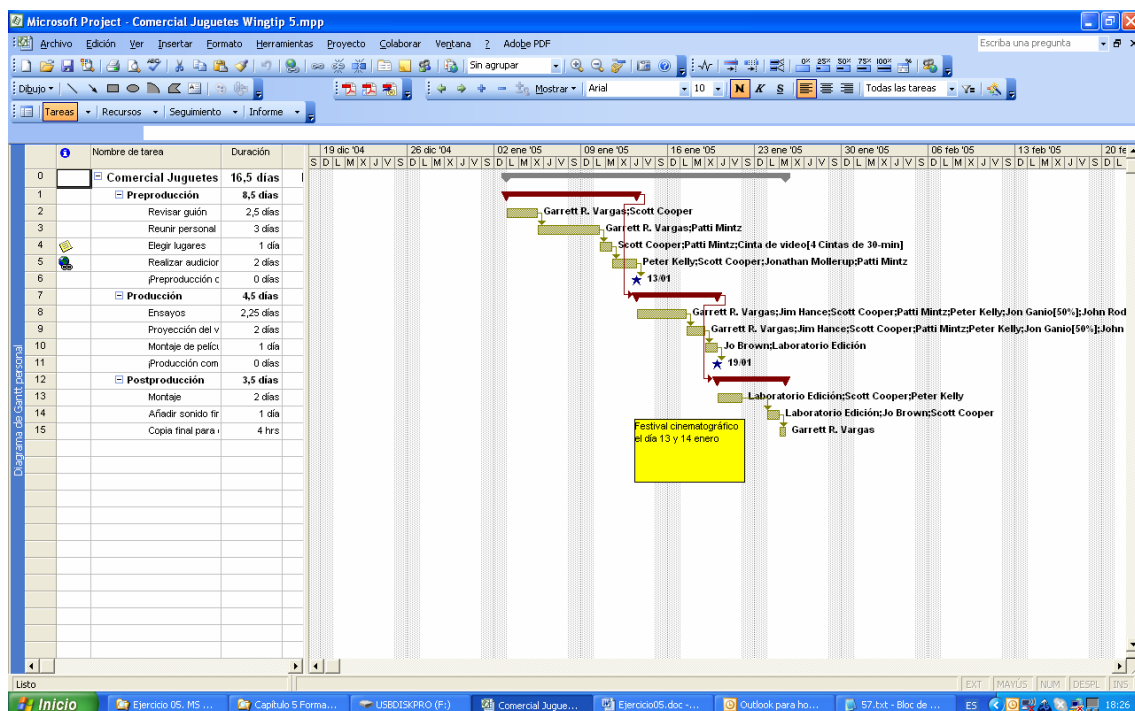 Microsoft Project - Comercial Juguetes Wingtip 5.mpp
Archivo Edición Ver Insertar Formato Herramientas Proyecto Colaborar Ventana ? Adobe PDF Escriba una pregunta
Sin agrupar 0% 25% 50% 75% 100%
Dibujo Mostrar Arial 10 N K S Todas las tareas Y=
Tareas Recursos Seguimiento Informe
Nombre de tarea Duración 19 dic '04 26 dic '04 02 ene '05 09 ene '05 16 ene '05 23 ene '05 30 ene '05 06 feb '05 13 feb '05 20 fe
S D L M X J V S D L M X J V S D L M X J V S D L M X J V S D L M X J V S D L M X J V S D L M X J V S D L M X J V S D L M X J V S D L
0 Comercial Juguetes 16,5 días
1 Preproducción 8,5 días
2 Revisar guión 2,5 días Garrett R. Vargas;Scott Cooper
3 Reunir personal 3 días Garrett R. Vargas;Patti Mintz
4 Elegir lugares 1 día Scott Cooper;Patti Mintz;Cinta de video[4 Cintas de 30-min]
5 Realizar audicior 2 días Peter Kelly;Scott Cooper;Jonathan Mollerup;Patti Mintz
6 ¡Preproducción c 0 días 13/01
7 Producción 4,5 días
8 Ensayos 2,25 días Garrett R. Vargas;Jim Hance;Scott Cooper;Patti Mintz;Peter Kelly;Jon Ganio[50%];John Rod
9 Proyección del v 2 días Garrett R. Vargas;Jim Hance;Scott Cooper;Patti Mintz;Peter Kelly;Jon Ganio[50%];John
10 Montaje de pelícu 1 día Jo Brown;Laboratorio Edición
11 ¡Producción com 0 días 19/01
12 Postproducción 3,5 días
13 Montaje 2 días Laboratorio Edición;Scott Cooper;Peter Kelly
14 Añadir sonido fir 1 día Laboratorio Edición;Jo Brown;Scott Cooper
15 Copia final para 4 hrs Garrett R. Vargas
Festival cinematográfico
el día 13 y 14 enero
Diagrama de Gantt personal
Listo EXT MAYÚS NUM DESPL INS
Inicio Ejercicio 05. MS ... Capítulo 5 Forma... USBDISKPRO (F:) Comercial Jugue... Ejercicio05.doc -... Outlook para ho... 57.txt - Bloc de ... ES 18:26